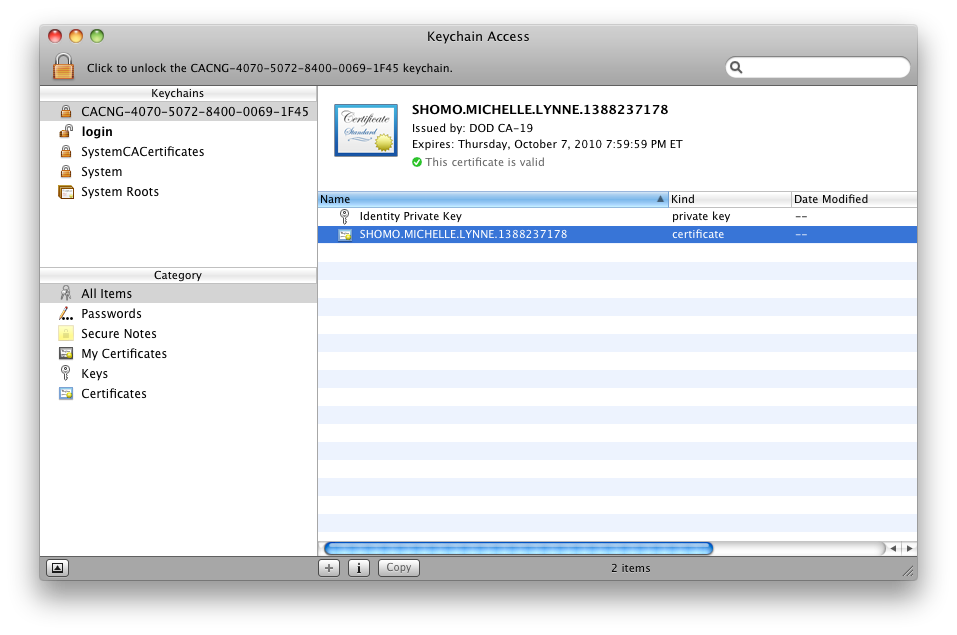 Keychain Access
Click to unlock the CACNG-4070-5072-8400-0069-1F45 keychain.
Keychains
CACNG-4070-5072-8400-0069-1F45
login
SystemCACertificates
System
System Roots
Category
All Items
Passwords
Secure Notes
My Certificates
Keys
Certificates
Certificate
Standard
SHOMO.MICHELLE.LYNNE.1388237178
Issued by: DOD CA-19
Expires: Thursday, October 7, 2010 7:59:59 PM ET
This certificate is valid
Name Kind Date Modified
Identity Private Key private key --
SHOMO.MICHELLE.LYNNE.1388237178 certificate --
Copy
2 items